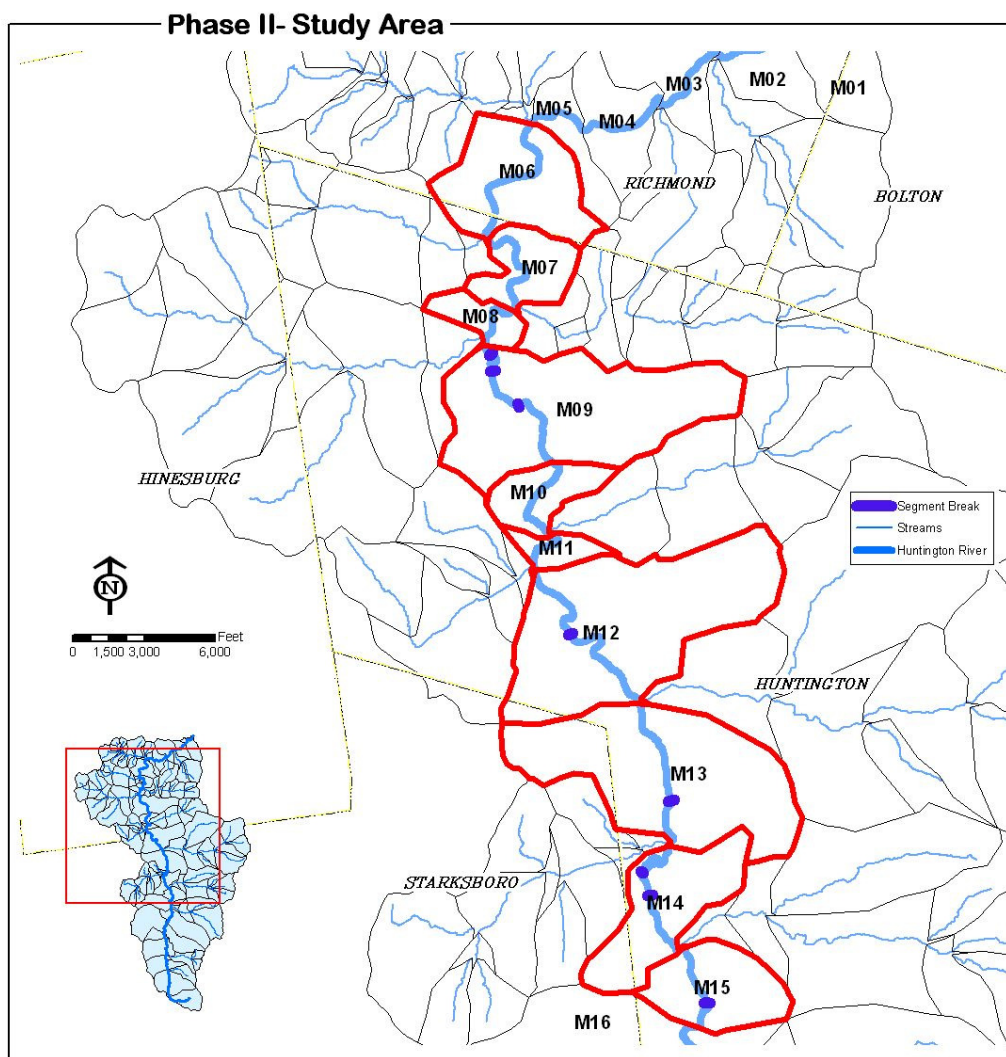 Phase II- Study Area
M01
M02
M03
M04
M05
M06
RICHMOND
BOLTON
M07
M08
M09
HINESBURG
M10
M11
Segment Break
Streams
Huntington River
N
Feet
0 1,500 3,000 6,000
M12
HUNTINGTON
M13
STARKSBORO
M14
M15
M16